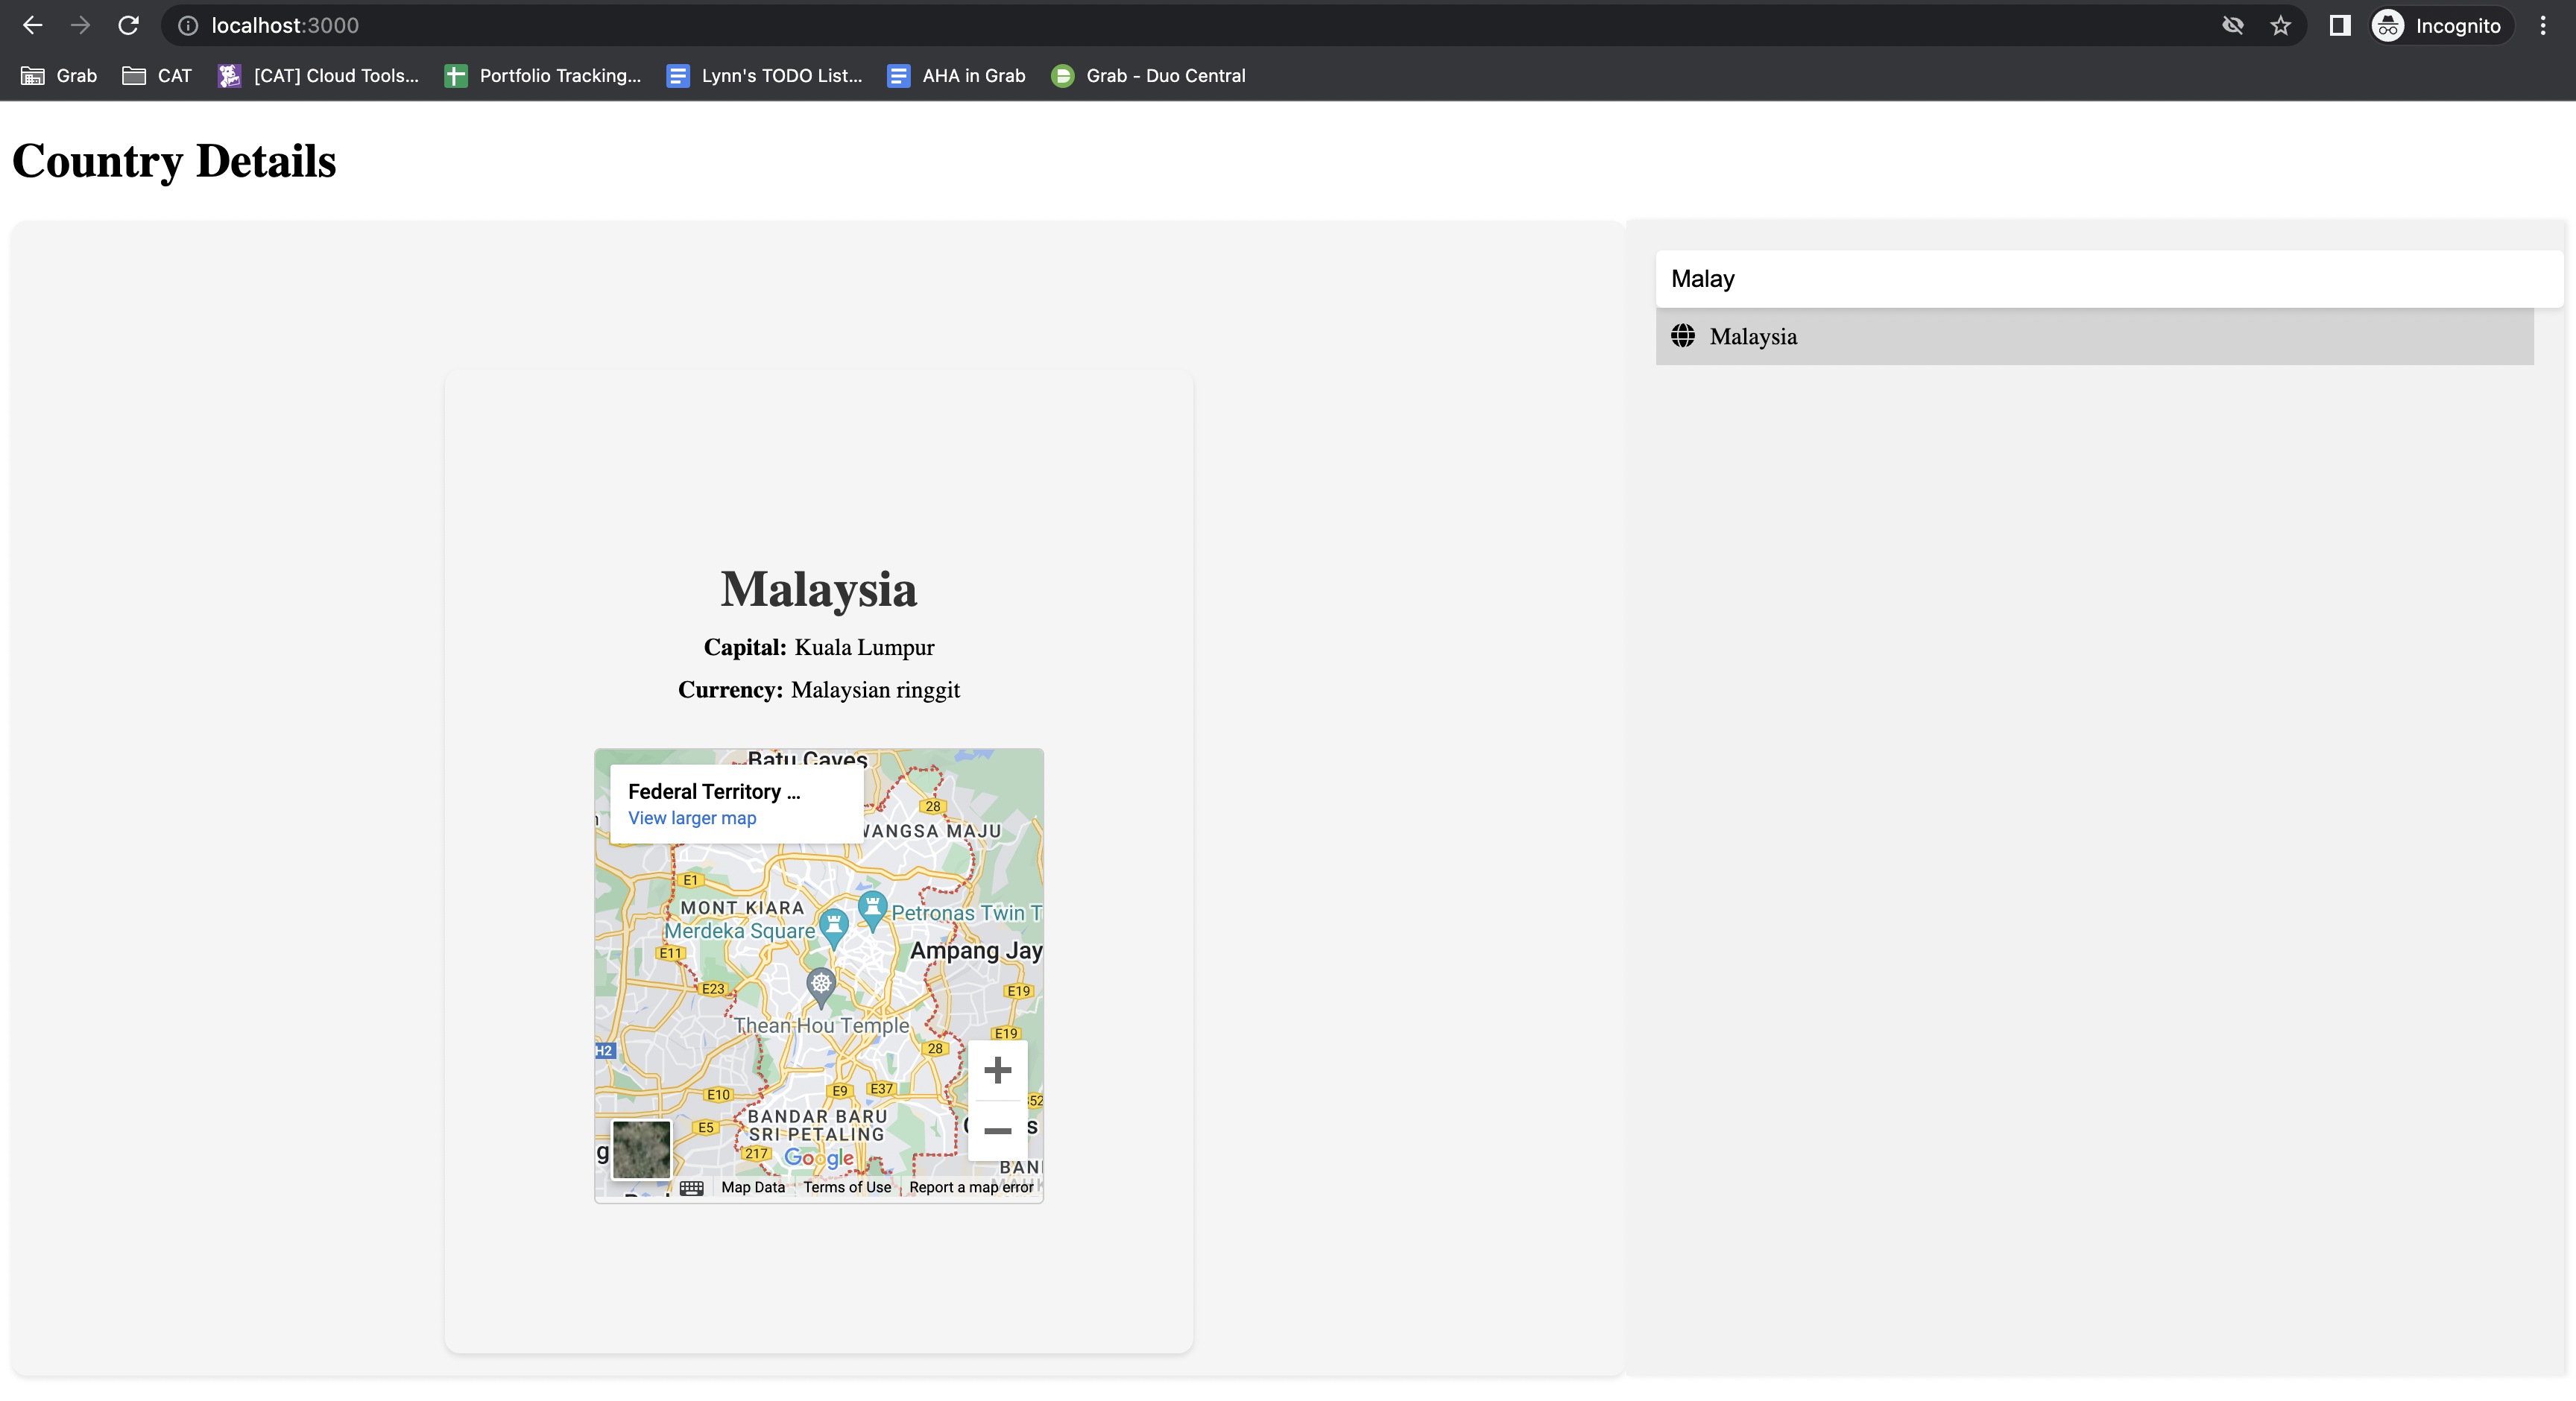 localhost:3000
Incognito
Grab
CAT
[CAT] Cloud Tools...
Portfolio Tracking...
Lynn's TODO List...
AHA in Grab
Grab - Duo Central
Country Details
Malay
Malaysia
Malaysia
Capital: Kuala Lumpur
Currency: Malaysian ringgit
Batu Caves
Federal Territory ...
View larger map
28
WANGSA MAJU
E1
MONT KIARA
Petronas Twin T
Merdeka Square
E11
Ampang Jay
E23
E19
Thean Hou Temple
E19
H2
28
E10
E9
E37
BANDAR BARU
SRI PETALING
E5
217
Google
BAN
Map Data
Terms of Use
Report a map error